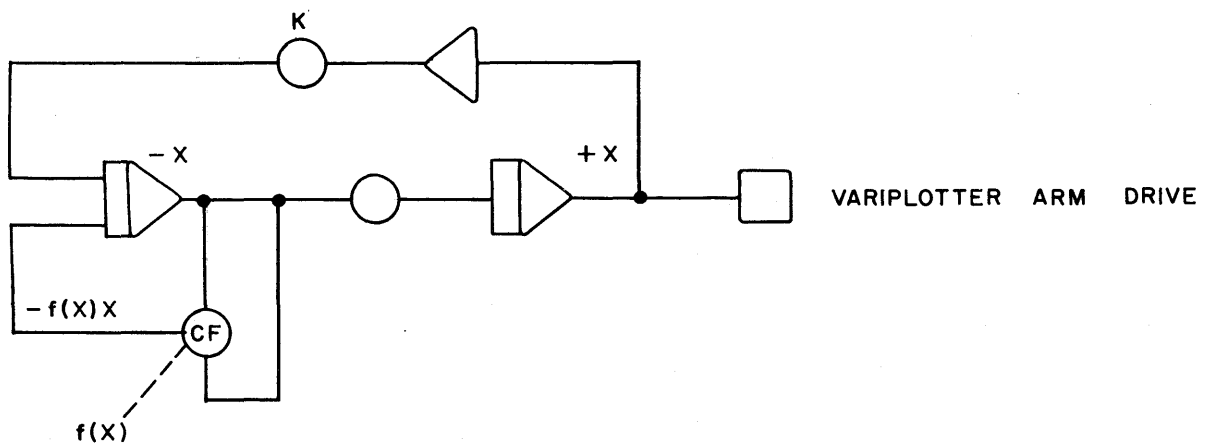 K
– X
+ X
VARIPLOTTER ARM DRIVE
– f(X) X
CF
f(X)